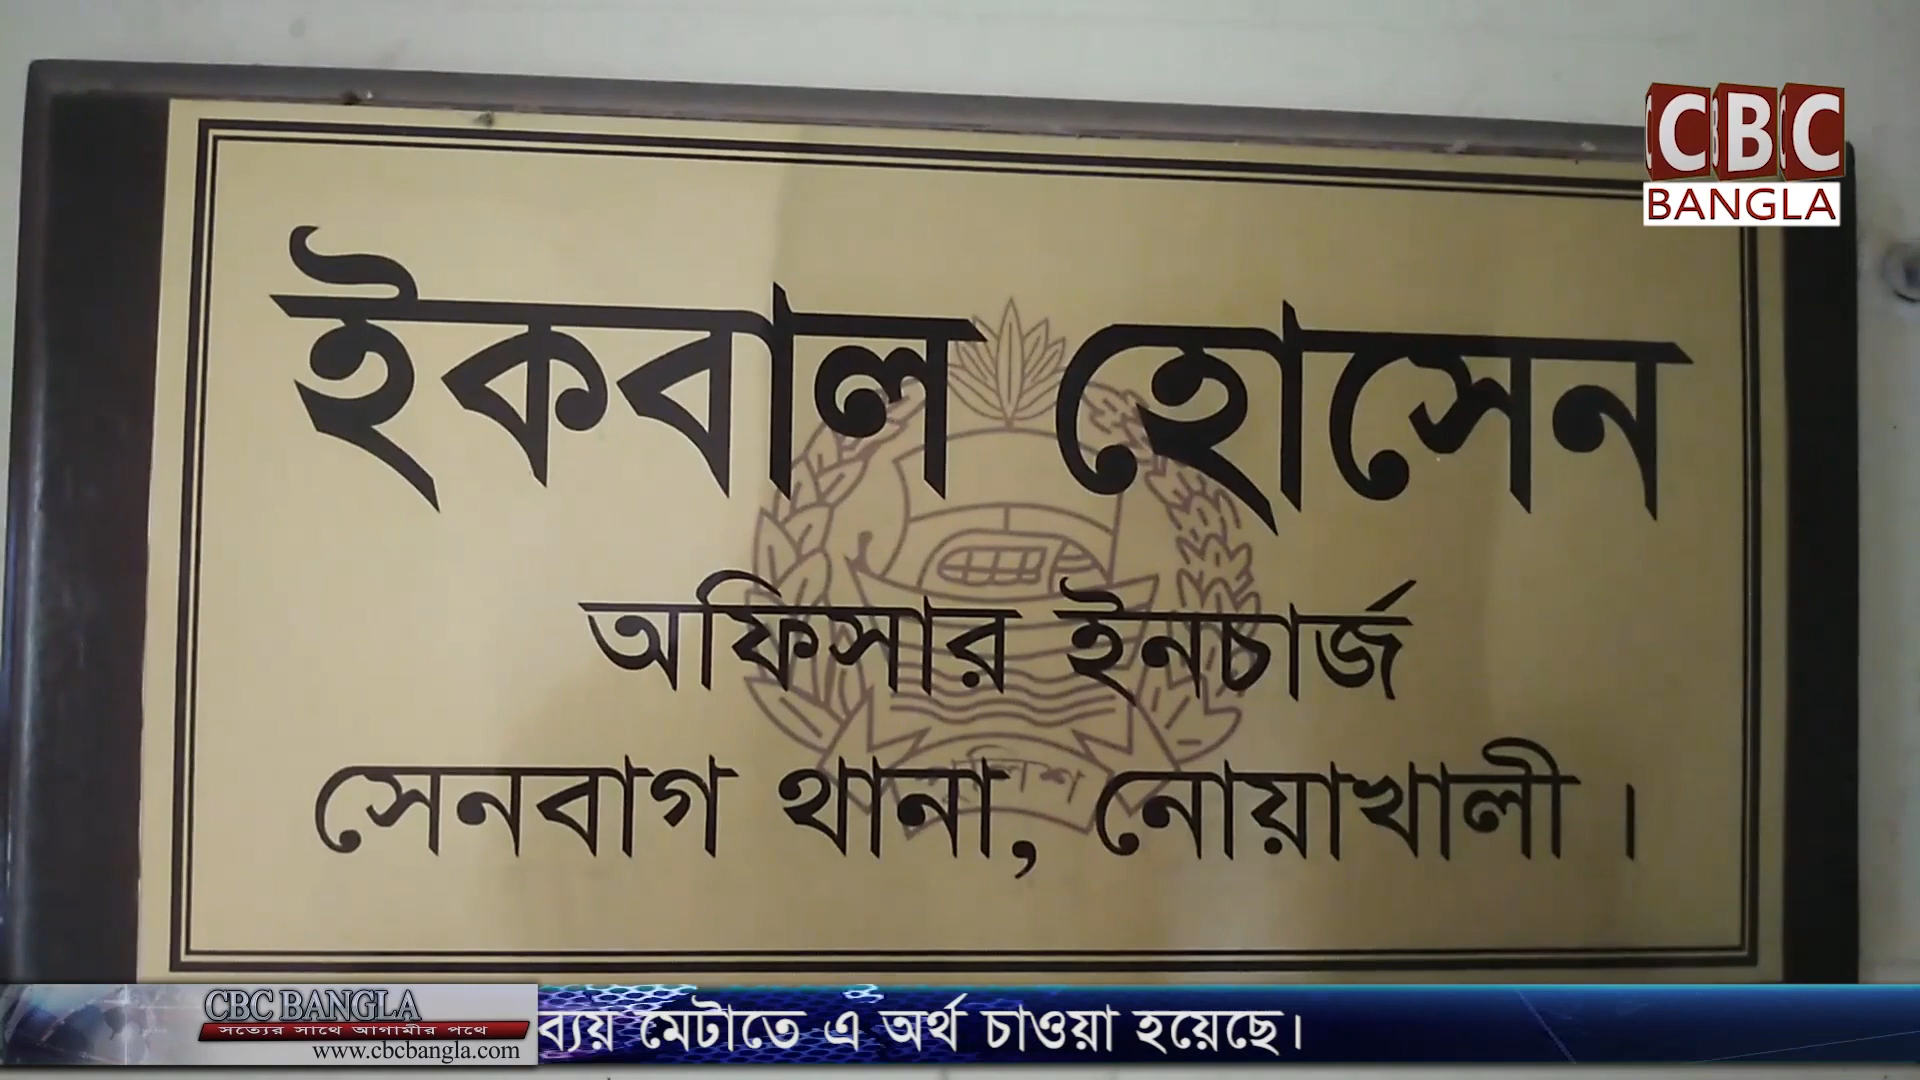 CBC
BANGLA
ইকবাল হোসেন
অফিসার ইনচার্জ
পুলিশ
সেনবাগ থানা, নোয়াখালী ।
CBC BANGLA
সত্যের সাথে আগামীর পথে
www.cbcbangla.com
ব্যয় মেটাতে এ অর্থ চাওয়া হয়েছে।